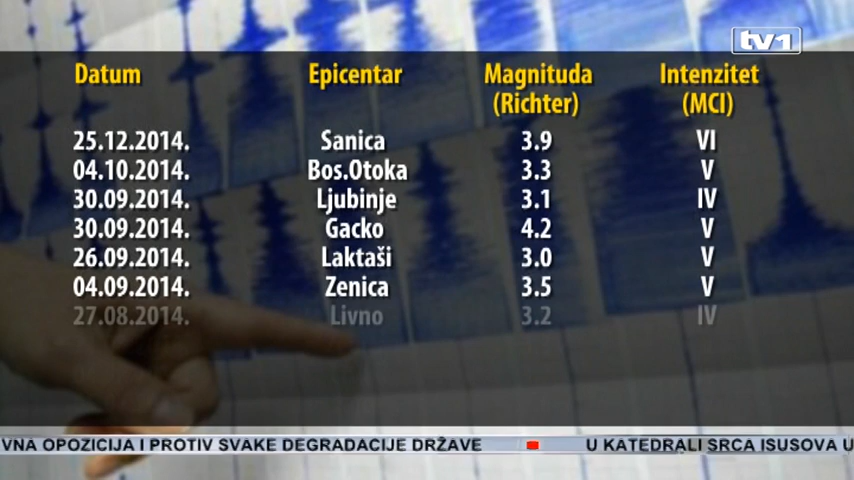 tv1
Datum Epicentar Magnituda (Richter) Intenzitet (MCI)
25.12.2014. Sanica 3.9 VI
04.10.2014. Bos.Otoka 3.3 V
30.09.2014. Ljubinje 3.1 IV
30.09.2014. Gacko 4.2 V
26.09.2014. Laktaši 3.0 V
04.09.2014. Zenica 3.5 V
27.08.2014. Livno 3.2 IV
VNA OPOZICIJA I PROTIV SVAKE DEGRADACIJE DRŽAVE U KATEDRALI SRCA ISUSOVA U